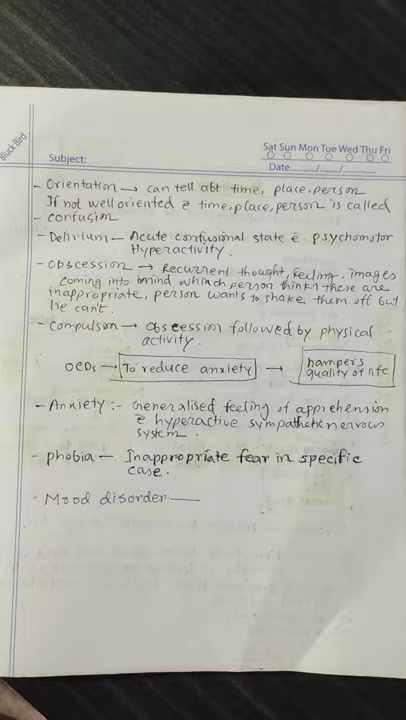 Black Bird
Sat Sun Mon Tue Wed Thu Fri
Subject:
Date............/........../............
- Orientation → can tell abt time, place, person
If not well oriented c̄ time, place, person is called
- confusion
- Delirium - Acute confusional state c̄ psychomotor
Hyperactivity.
- Obscession → Recurrent thought, feeling, images
coming into mind which person thinks these are
inappropriate, person wants to shake them off but
He can't.
- Compulson → Obsession followed by physical
activity.
OCDs → To reduce anxiety → hampers
quality of life
- Anxiety :- Generalised feeling of apprehension
c̄ hyperactive sympathetic nervous
system.
- phobia - Inappropriate fear in specific
case.
- Mood disorder —